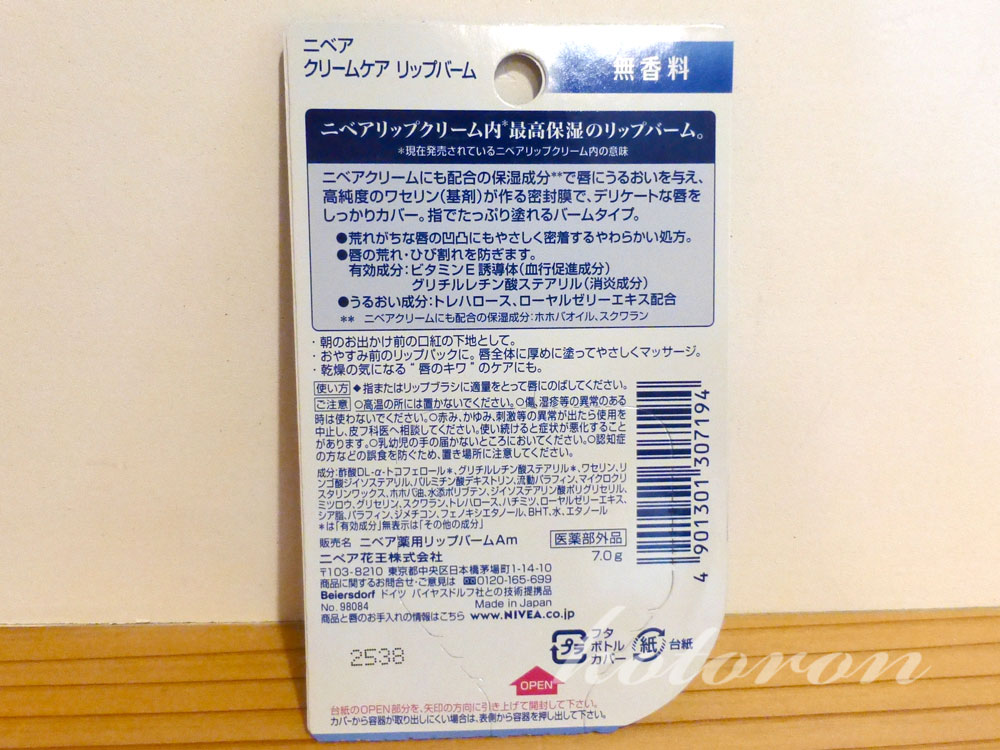 ニベア
クリームケア リップバーム
無香料
ニベアリップクリーム内*最高保湿のリップバーム。
*現在発売されているニベアリップクリーム内の意味
ニベアクリームにも配合の保湿成分**で唇にうるおいを与え、
高純度のワセリン(基剤)が作る密封膜で、デリケートな唇を
しっかりカバー。指でたっぷり塗れるバームタイプ。
●荒れがちな唇の凹凸にもやさしく密着するやわらかい処方。
●唇の荒れ・ひび割れを防ぎます。
有効成分:ビタミンE誘導体(血行促進成分)
グリチルレチン酸ステアリル(消炎成分)
●うるおい成分:トレハロース、ローヤルゼリーエキス配合
** ニベアクリームにも配合の保湿成分:ホホバオイル、スクワラン
・朝のお出かけ前の口紅の下地として。
・おやすみ前のリップパックに。唇全体に厚めに塗ってやさしくマッサージ。
・乾燥の気になる“唇のキワ”のケアにも。
使い方 ◆指またはリップブラシに適量をとって唇にのばしてください。
ご注意 ○高温の所には置かないでください。○傷、湿疹等の異常のある
時は使わないでください。○赤み、かゆみ、刺激等の異常が出たら使用を
中止し、皮フ科医へ相談してください。使い続けると症状が悪化すること
があります。○乳幼児の手の届かないところにおいてください。○認知症
の方などの誤食を防ぐため、置き場所に注意してください。
成分:酢酸DL-α-トコフェロール*、グリチルレチン酸ステアリル*、ワセリン、リ
ンゴ酸ジイソステアリル、パルミチン酸デキストリン、流動パラフィン、マイクロクリ
スタリンワックス、ホホバ油、水添ポリブテン、ジイソステアリン酸ポリグリセリル、
ミツロウ、グリセリン、スクワラン、トレハロース、ハチミツ、ローヤルゼリーエキス、
シア脂、パラフィン、ジメチコン、フェノキシエタノール、BHT、水、エタノール
*は「有効成分」無表示は「その他の成分」
販売名 ニベア薬用リップバームAm 医薬部外品
ニベア花王株式会社 7.0g
〒103-8210 東京都中央区日本橋茅場町1-14-10
商品に関するお問合せ・ご意見は 0120-165-699
Beiersdorf ドイツ バイヤスドルフ社との技術提携品
No.98084 Made in Japan
商品と唇のお手入れの情報はこちら www.NIVEA.co.jp
4 901301 307194
プラ
フタ
ボトル
カバー
紙
台紙
2538
kotoron
OPEN
台紙のOPEN部分を、矢印の方向に引き上げて開封して下さい。
カバーから容器が取り出しにくい場合は、表側から容器を押し出して下さい。